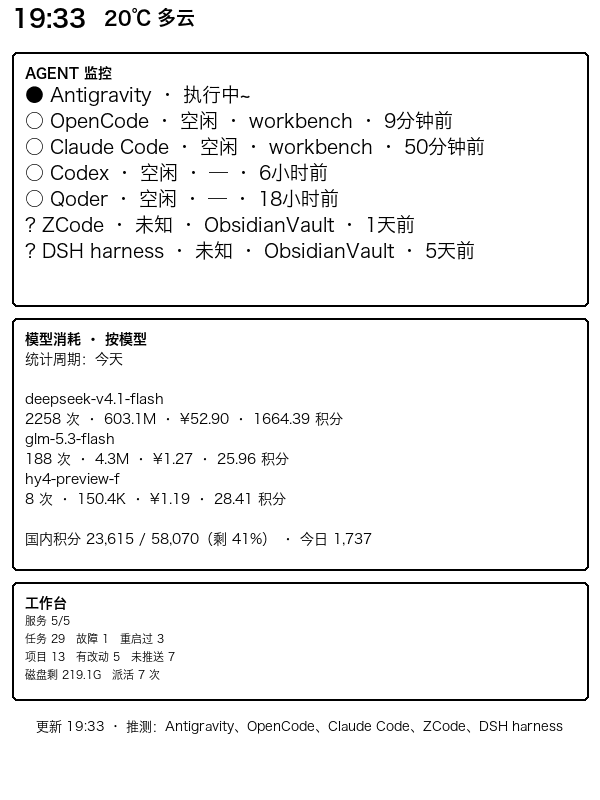 19:33 20℃ 多云
AGENT 监控
● Antigravity · 执行中~
○ OpenCode · 空闲 · workbench · 9分钟前
○ Claude Code · 空闲 · workbench · 50分钟前
○ Codex · 空闲 · — · 6小时前
○ Qoder · 空闲 · — · 18小时前
? ZCode · 未知 · ObsidianVault · 1天前
? DSH harness · 未知 · ObsidianVault · 5天前
模型消耗 · 按模型
统计周期：今天
deepseek-v4.1-flash
2258 次 · 603.1M · ¥52.90 · 1664.39 积分
glm-5.3-flash
188 次 · 4.3M · ¥1.27 · 25.96 积分
hy4-preview-f
8 次 · 150.4K · ¥1.19 · 28.41 积分
国内积分 23,615 / 58,070（剩 41%） · 今日 1,737
工作台
服务 5/5
任务 29 故障 1 重启过 3
项目 13 有改动 5 未推送 7
磁盘剩 219.1G 派活 7 次
更新 19:33 · 推测：Antigravity、OpenCode、Claude Code、ZCode、DSH harness